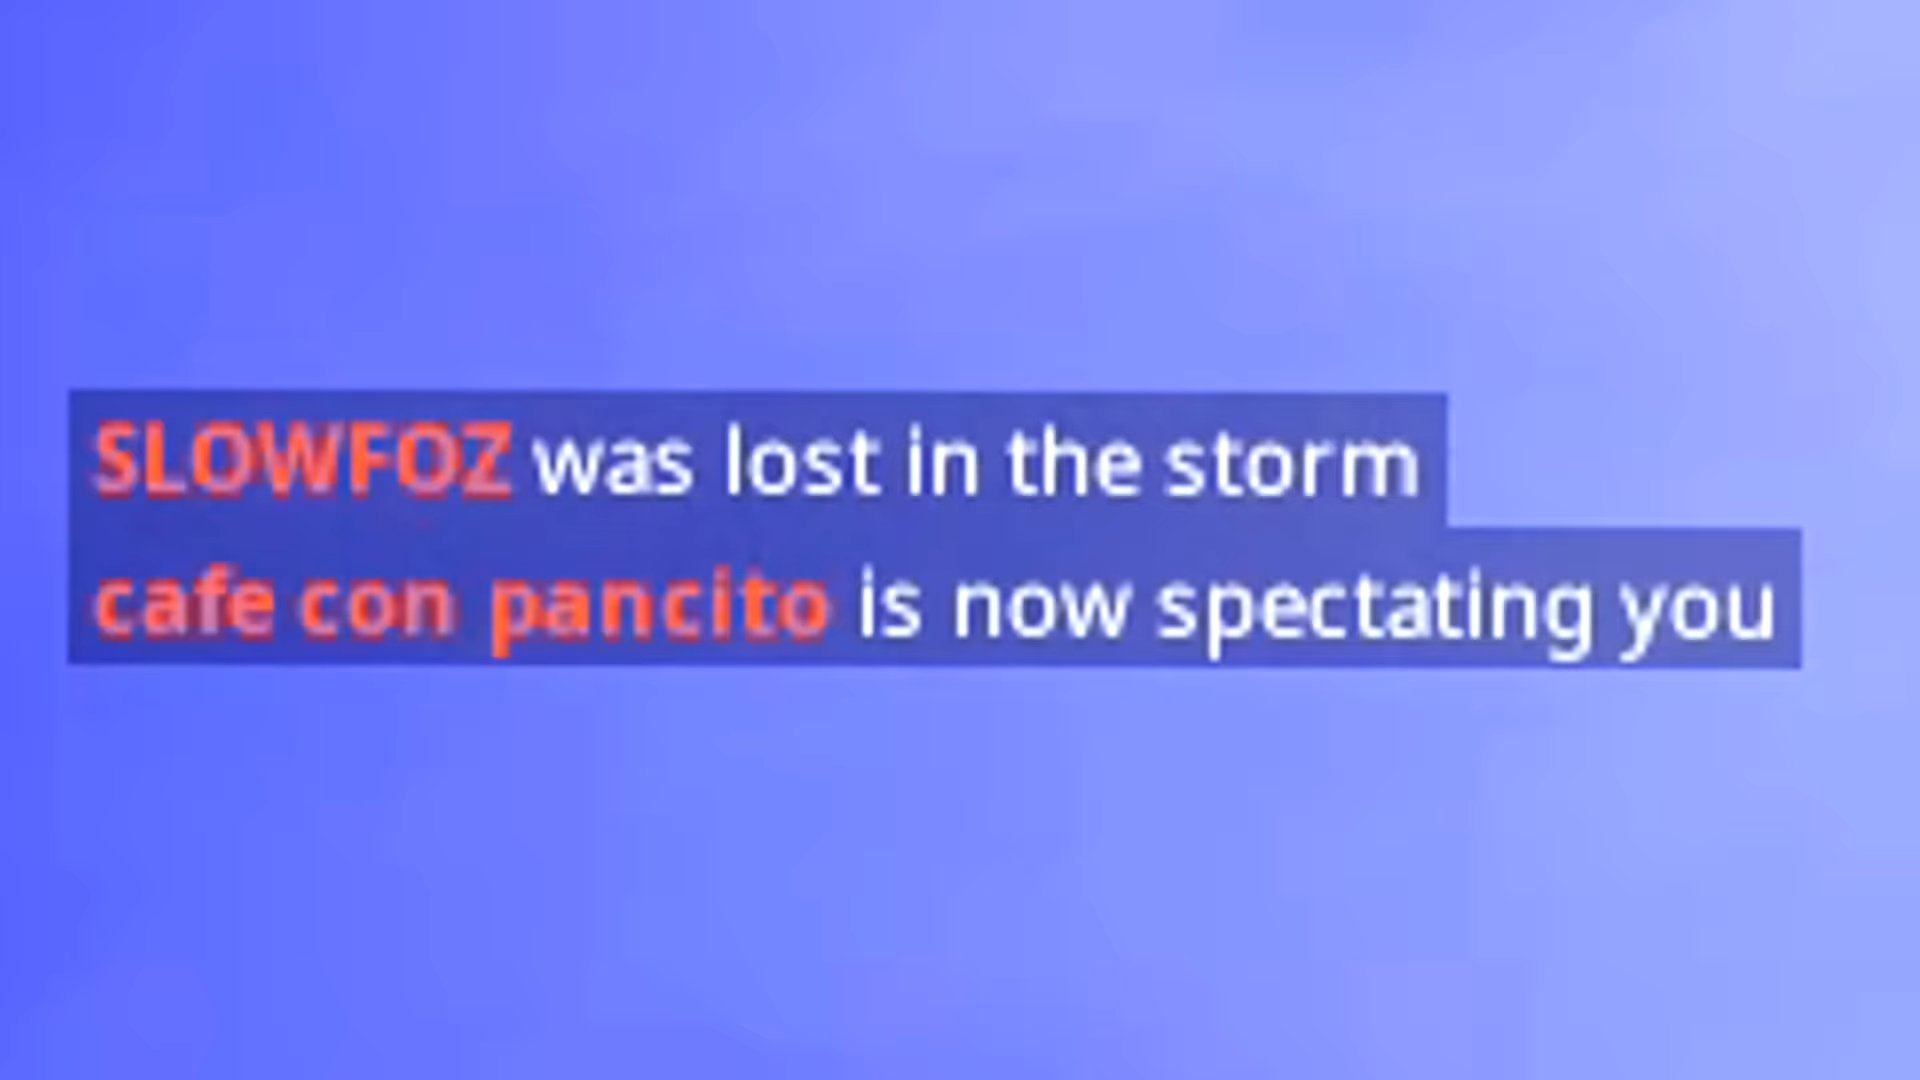 SLOWFOZ was lost in the storm
cafe con pancito is now spectating you